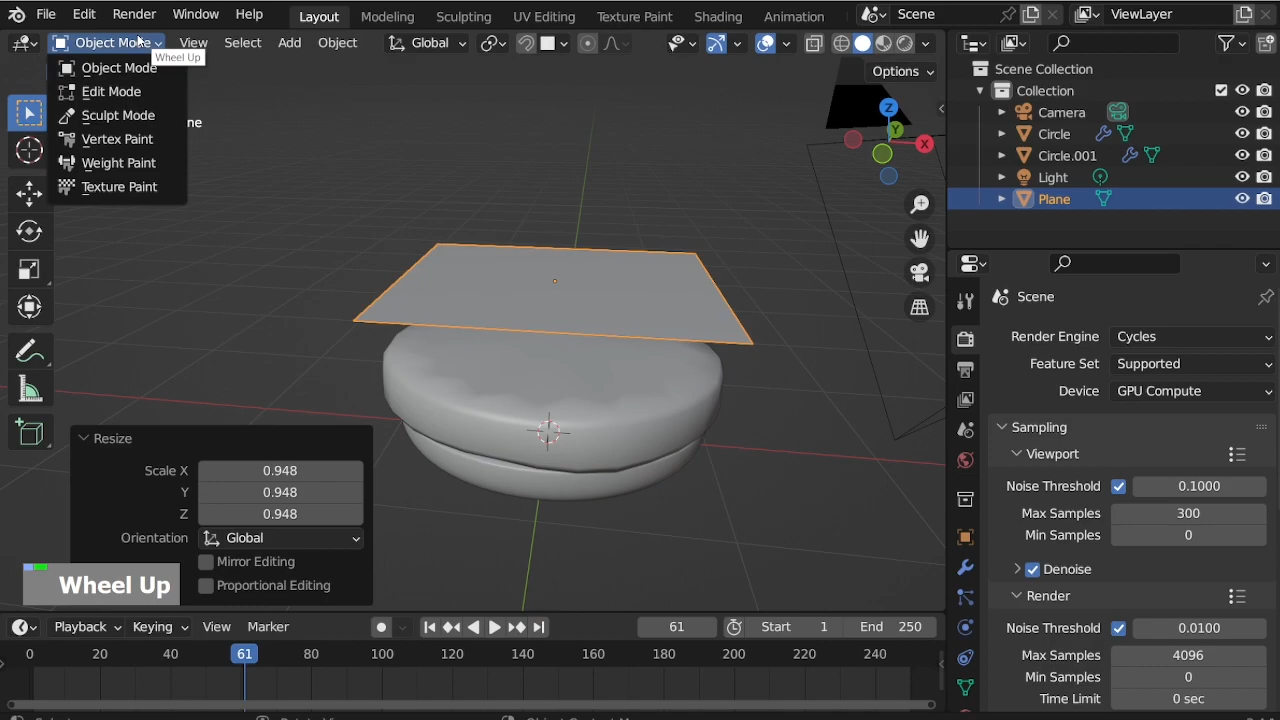 File Edit Render Window Help Layout Modeling Sculpting UV Editing Texture Paint Shading Animation Scene ViewLayer
Object Mode View Select Add Object Global
Wheel Up
Options
Object Mode
Edit Mode
Sculpt Mode
Vertex Paint
Weight Paint
Texture Paint
ne
Z
Y
X
Resize
Scale X 0.948
Y 0.948
Z 0.948
Orientation Global
Mirror Editing
Proportional Editing
Wheel Up
Playback Keying View Marker 61 Start 1 End 250
0 20 40 61 80 100 120 140 160 180 200 220 240
Scene Collection
Collection
Camera
Circle
Circle.001
Light
Plane
Scene
Render Engine Cycles
Feature Set Supported
Device GPU Compute
Sampling
Viewport
Noise Threshold 0.1000
Max Samples 300
Min Samples 0
Denoise
Render
Noise Threshold 0.0100
Max Samples 4096
Min Samples 0
Time Limit 0 sec